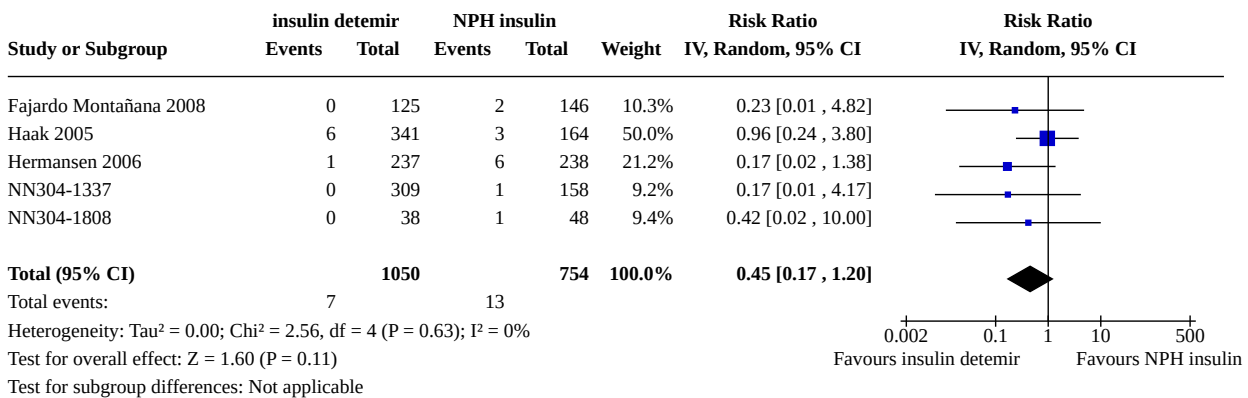 insulin detemir NPH insulin Risk Ratio Risk Ratio
Study or Subgroup Events Total Events Total Weight IV, Random, 95% CI IV, Random, 95% CI
Fajardo Montañana 2008 0 125 2 146 10.3% 0.23 [0.01 , 4.82]
Haak 2005 6 341 3 164 50.0% 0.96 [0.24 , 3.80]
Hermansen 2006 1 237 6 238 21.2% 0.17 [0.02 , 1.38]
NN304-1337 0 309 1 158 9.2% 0.17 [0.01 , 4.17]
NN304-1808 0 38 1 48 9.4% 0.42 [0.02 , 10.00]
Total (95% CI) 1050 754 100.0% 0.45 [0.17 , 1.20]
Total events: 7 13
Heterogeneity: Tau² = 0.00; Chi² = 2.56, df = 4 (P = 0.63); I² = 0%
0.002 0.1 1 10 500
Test for overall effect: Z = 1.60 (P = 0.11)
Favours insulin detemir Favours NPH insulin
Test for subgroup differences: Not applicable